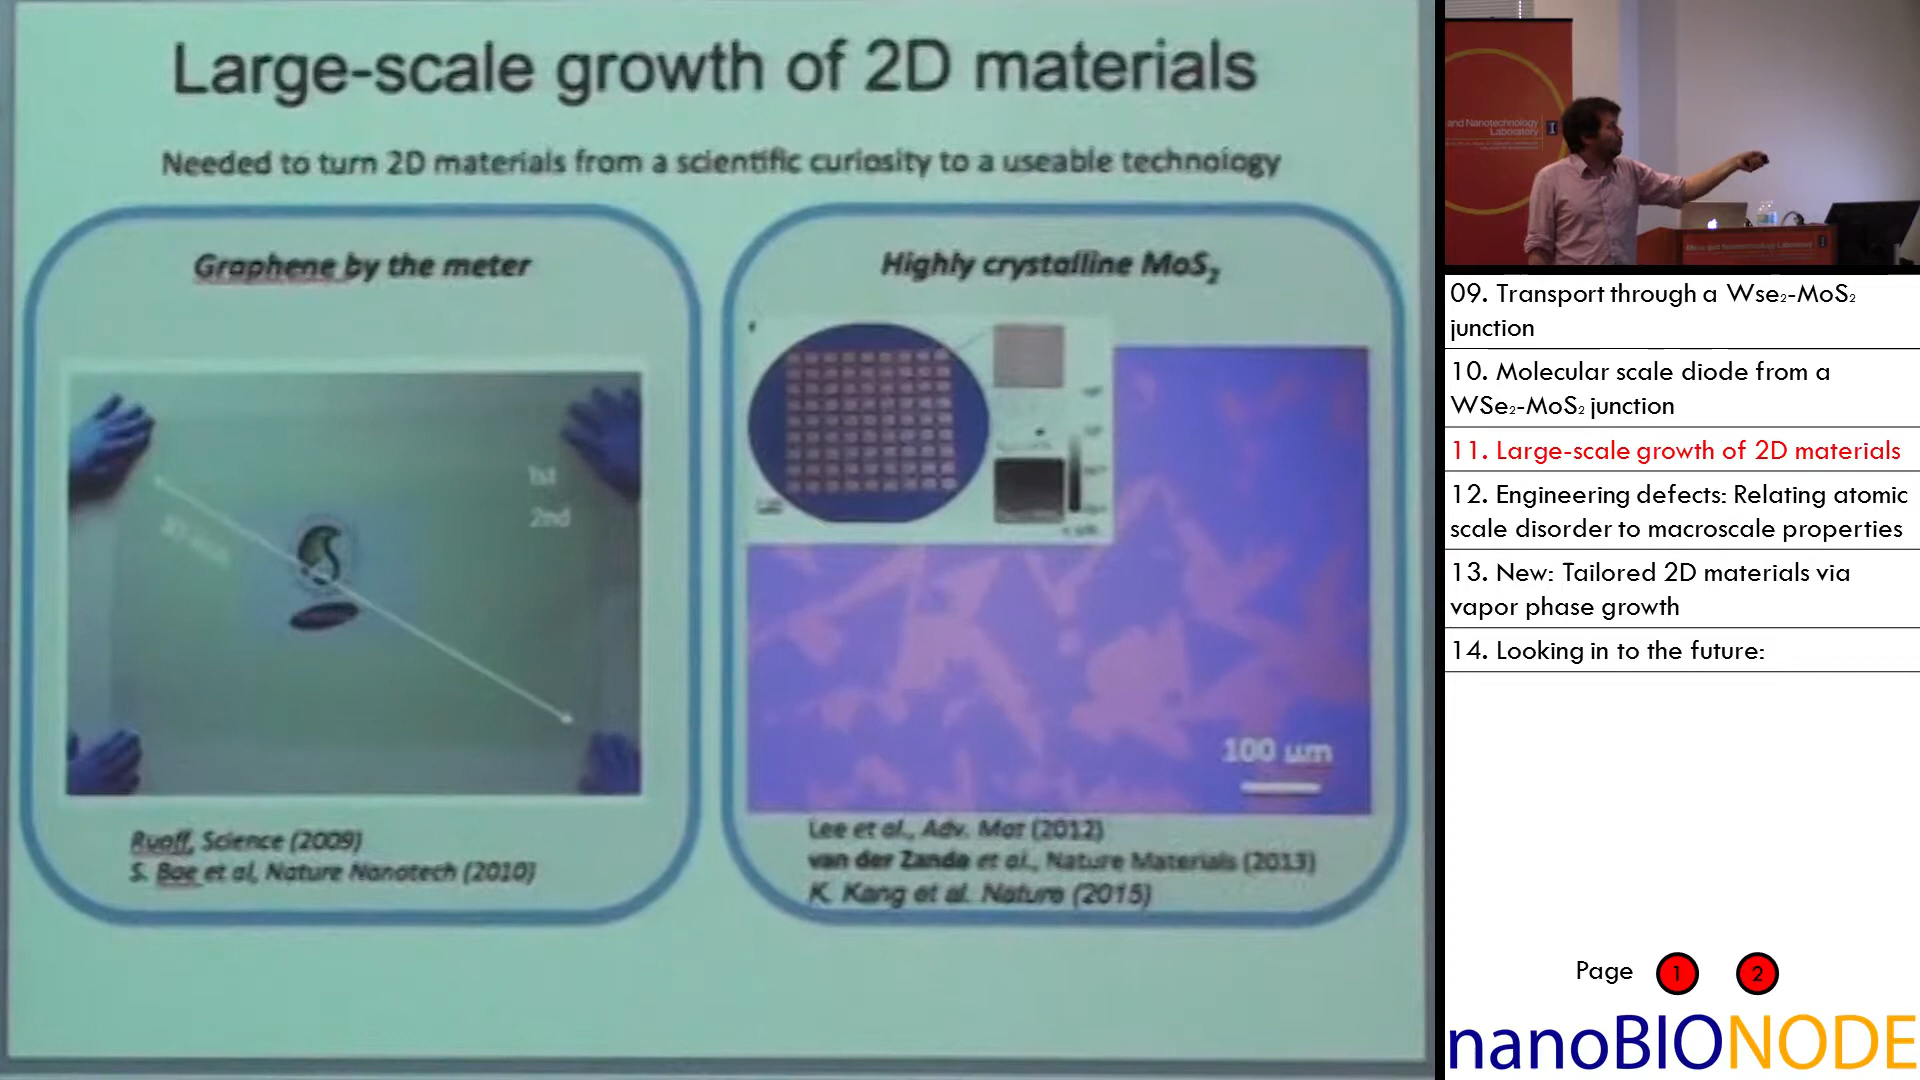 Large-scale growth of 2D materials
Needed to turn 2D materials from a scientific curiosity to a useable technology
Graphene by the meter
1st
2nd
Ruoff, Science (2009)
S. Bae et al, Nature Nanotech (2010)
Highly crystalline MoS2
100 um
Lee et al., Adv. Mat (2012)
van der Zande et al., Nature Materials (2013)
K. Kang et al. Nature (2015)
and Nanotechnology
Laboratory
I
09. Transport through a Wse2-MoS2
junction
10. Molecular scale diode from a
WSe2-MoS2 junction
11. Large-scale growth of 2D materials
12. Engineering defects: Relating atomic
scale disorder to macroscale properties
13. New: Tailored 2D materials via
vapor phase growth
14. Looking in to the future:
Page 1 2
nanoBIONODE